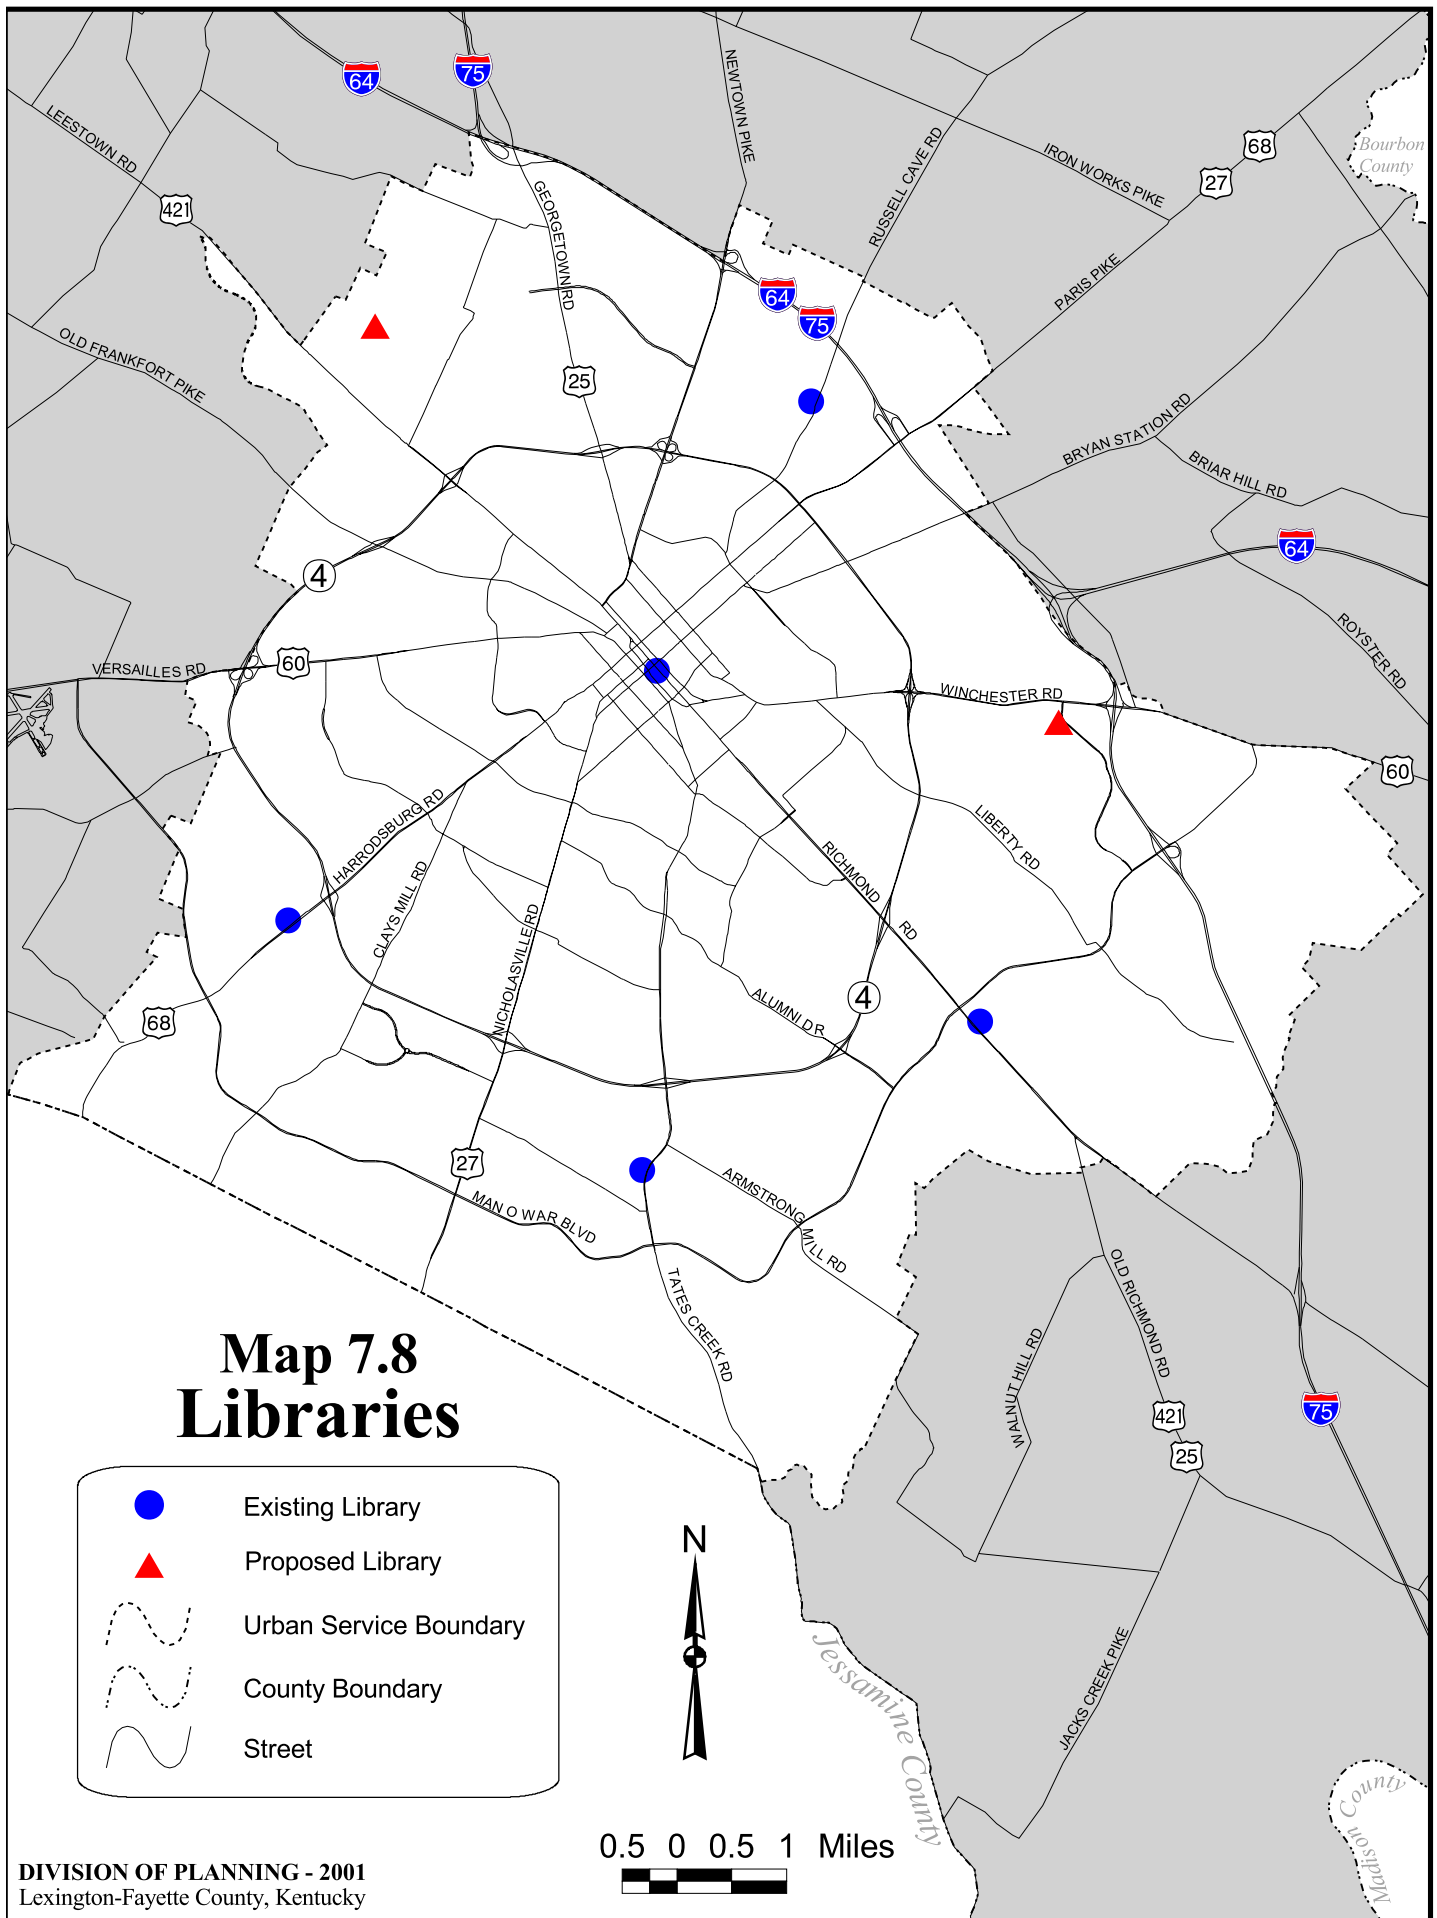 64
75
NEWTOWN PIKE
LEESTOWN RD
RUSSELL CAVE RD
IRON WORKS PIKE
68
Bourbon
County
27
421
GEORGETOWN RD
PARIS PIKE
64
75
OLD FRANKFORT PIKE
25
BRYAN STATION RD
BRIAR HILL RD
64
4
ROYSTER RD
VERSAILLES RD
60
WINCHESTER RD
60
HARRODSBURG RD
LIBERTY RD
RICHMOND RD
CLAYS MILL RD
NICHOLASVILLE RD
ALUMNI DR
4
68
27
ARMSTRONG MILL RD
MAN O WAR BLVD
TATES CREEK RD
OLD RICHMOND RD
WALNUT HILL RD
421
25
75
Map 7.8
Libraries
Existing Library
Proposed Library
Urban Service Boundary
County Boundary
Street
N
Jessamine County
JACKS CREEK PIKE
Madison County
0.5 0 0.5 1 Miles
DIVISION OF PLANNING - 2001
Lexington-Fayette County, Kentucky